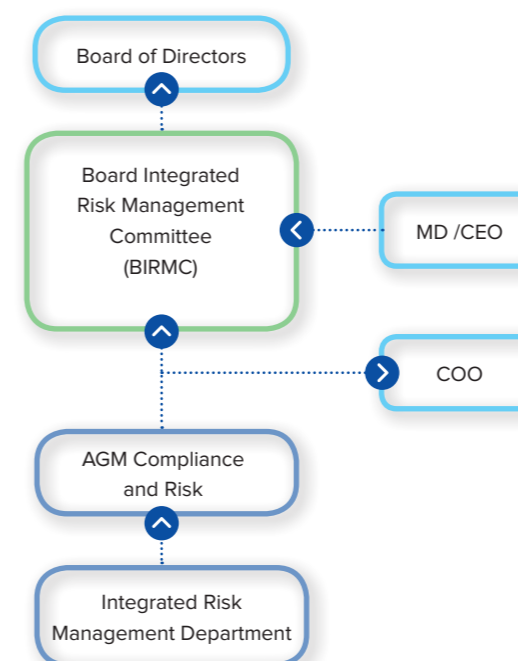 Board of Directors
Board Integrated
Risk Management
Committee
(BIRMC)
MD /CEO
COO
AGM Compliance
and Risk
Integrated Risk
Management Department